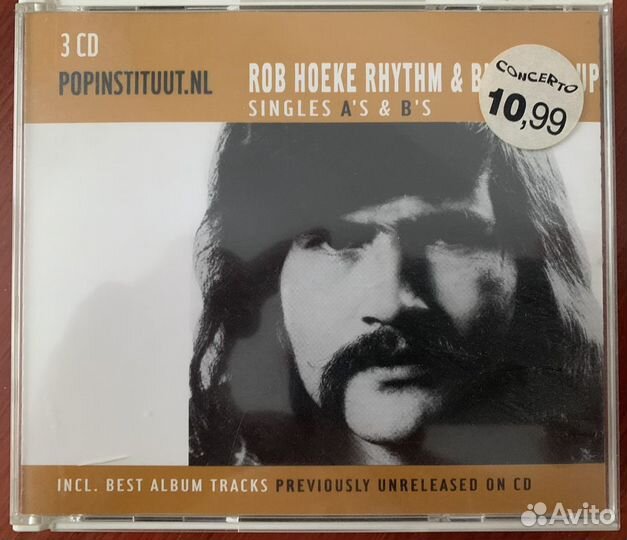 3 CD
POPINSTITUUT.NL
ROB HOEKE RHYTHM & B UP
SINGLES A'S & B'S
CONCERTO
10,99
INCL. BEST ALBUM TRACKS PREVIOUSLY UNRELEASED ON CD
Avito